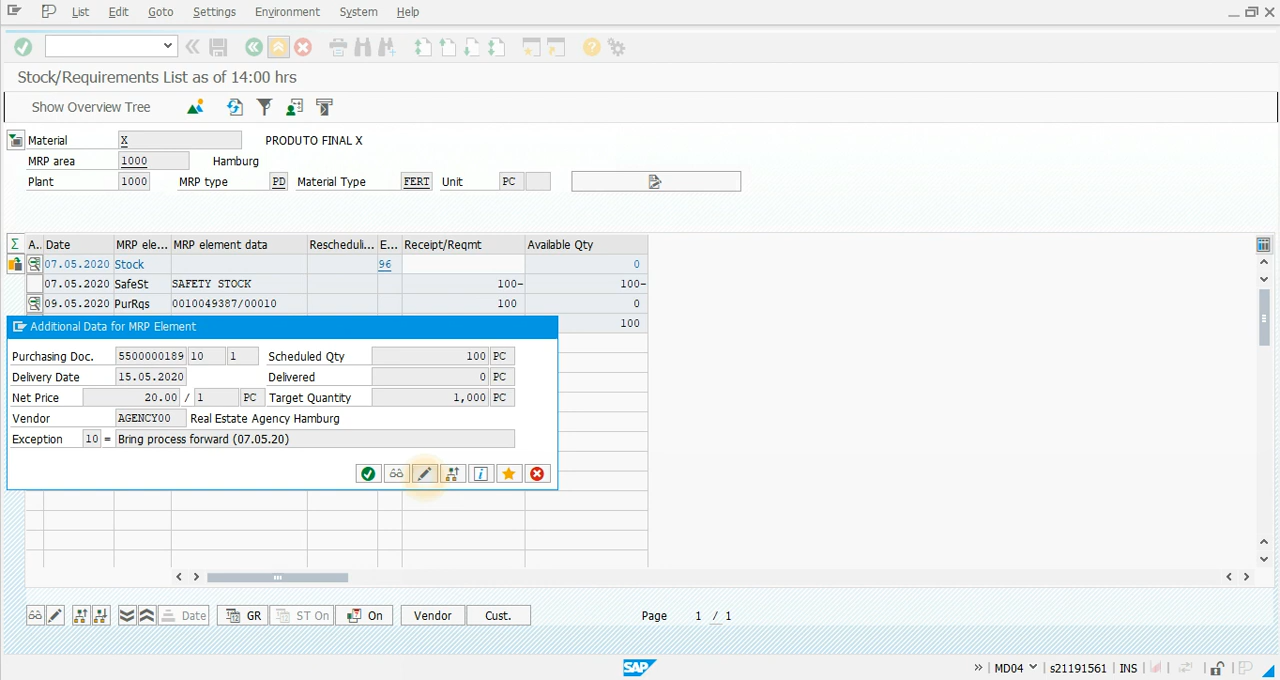 List Edit Goto Settings Environment System Help
Stock/Requirements List as of 14:00 hrs
Show Overview Tree
Material X PRODUTO FINAL X
MRP area 1000 Hamburg
Plant 1000 MRP type PD Material Type FERT Unit PC
Σ A.. Date MRP ele... MRP element data Rescheduli... E... Receipt/Reqmt Available Qty
07.05.2020 Stock 96 0
07.05.2020 SafeSt SAFETY STOCK 100- 100-
09.05.2020 PurRqs 0010049387/00010 100 0
100
Additional Data for MRP Element
Purchasing Doc. 5500000189 10 1 Scheduled Qty 100 PC
Delivery Date 15.05.2020 Delivered 0 PC
Net Price 20.00 / 1 PC Target Quantity 1,000 PC
Vendor AGENCY00 Real Estate Agency Hamburg
Exception 10 = Bring process forward (07.05.20)
Date GR ST On On Vendor Cust. Page 1 / 1
SAP » MD04 s21191561 INS